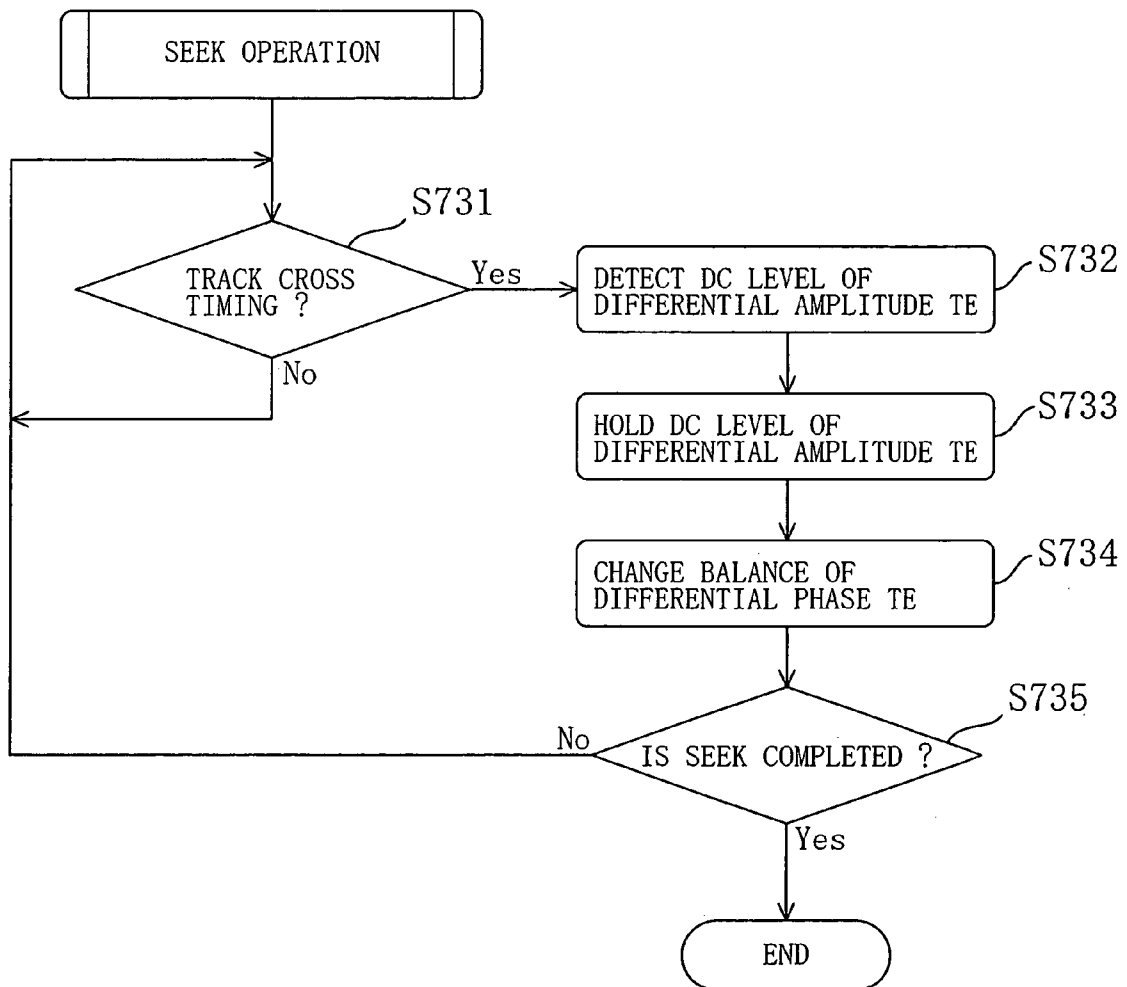 SEEK OPERATION
S731
TRACK CROSS
TIMING ?
Yes
No
S732
DETECT DC LEVEL OF
DIFFERENTIAL AMPLITUDE TE
S733
HOLD DC LEVEL OF
DIFFERENTIAL AMPLITUDE TE
S734
CHANGE BALANCE OF
DIFFERENTIAL PHASE TE
S735
No
IS SEEK COMPLETED ?
Yes
END